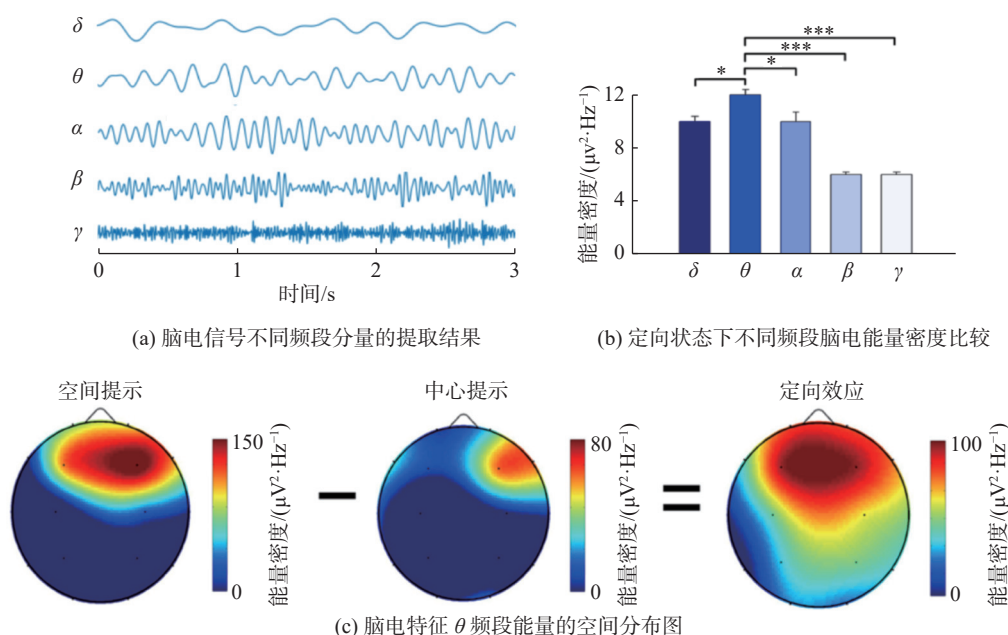 δ
θ
α
β
γ
0 1 2 3
时间/s
(a) 脑电信号不同频段分量的提取结果
***
***
* *
12
8
4
0
能量密度/(μv²·Hz⁻¹)
δ θ α β γ
(b) 定向状态下不同频段脑电能量密度比较
空间提示
150
0
能量密度/(μV²·Hz⁻¹)
中心提示
80
0
能量密度/(μV²·Hz⁻¹)
定向效应
100
0
能量密度/(μV²·Hz⁻¹)
(c) 脑电特征 θ 频段能量的空间分布图